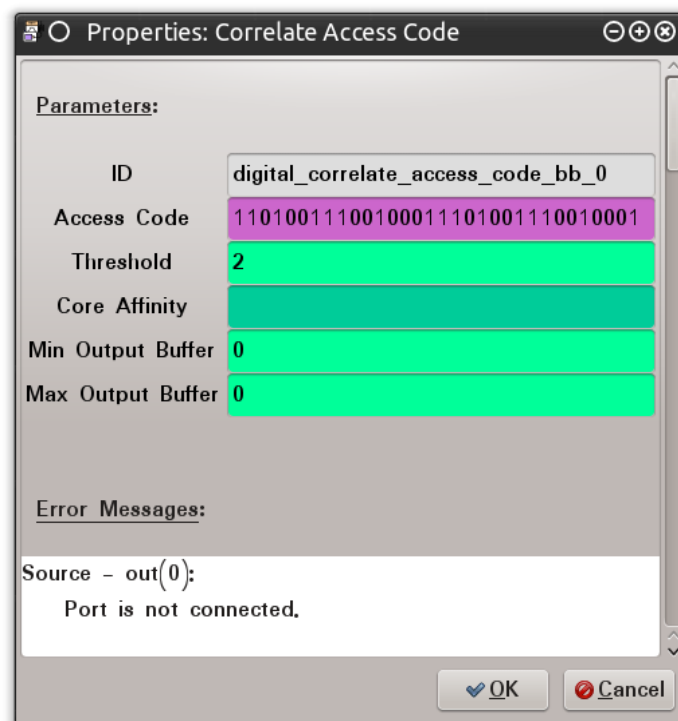 Properties: Correlate Access Code
Parameters:
ID digital_correlate_access_code_bb_0
Access Code 11010011100100011101001110010001
Threshold 2
Core Affinity
Min Output Buffer 0
Max Output Buffer 0
Error Messages:
Source - out(0):
Port is not connected.
OK Cancel